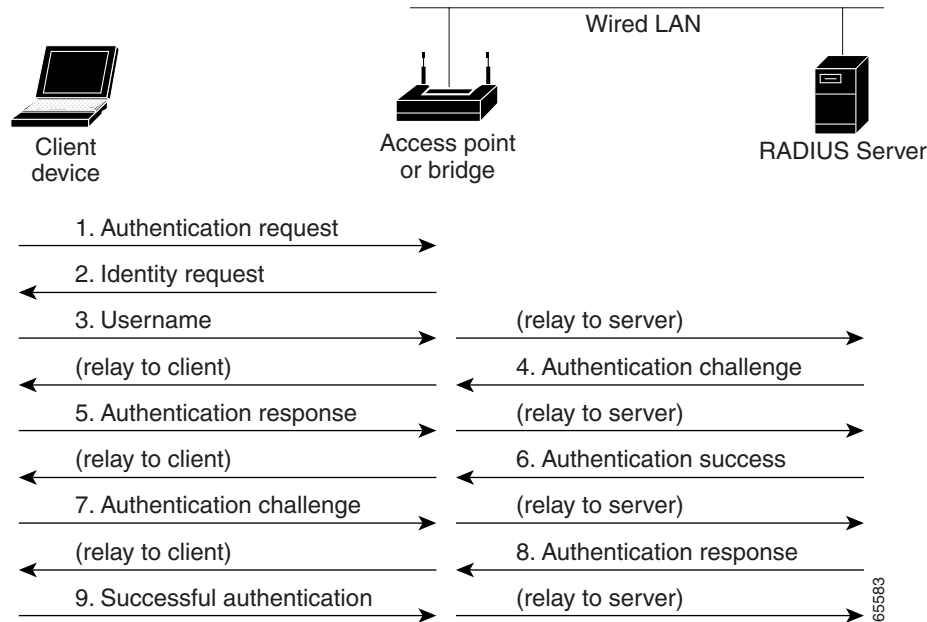 Wired LAN
Client
device
Access point
or bridge
RADIUS Server
1. Authentication request
2. Identity request
3. Username
(relay to server)
(relay to client)
4. Authentication challenge
5. Authentication response
(relay to server)
(relay to client)
6. Authentication success
7. Authentication challenge
(relay to server)
(relay to client)
8. Authentication response
9. Successful authentication
(relay to server)
65583